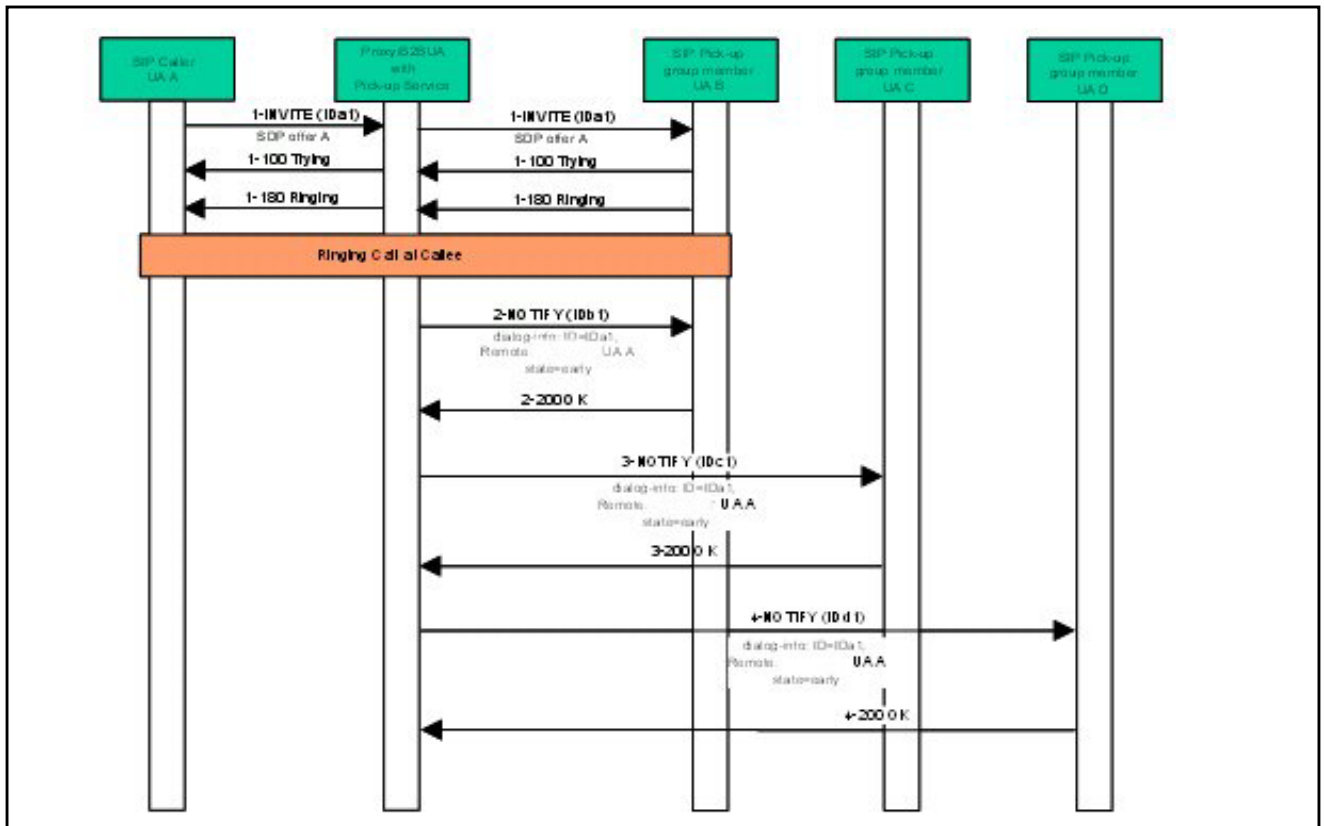 SIP Caller
UA A
Proxy/B2BUA
with
Pick-up Service
SIP Pick-up
group member
UA B
SIP Pick-up
group member
UA C
SIP Pick-up
group member
UA D
1-INVITE (IDa1)
SDP offer A
1-INVITE (IDa1)
SDP offer A
1-100 Trying
1-100 Trying
1-180 Ringing
1-180 Ringing
Ringing Call at Callee
2-NOTIFY (IDb1)
dialog-info: ID=IDa1,
Remote. UA A
state=early
2-200 O K
3-NOTIFY (IDc1)
dialog-info: ID=IDa1,
Remote. : UA A
state=early
3-200 O K
4-NOTIFY (IDd1)
dialog-info: ID=IDa1,
Remote. UA A
state=early
4-200 O K